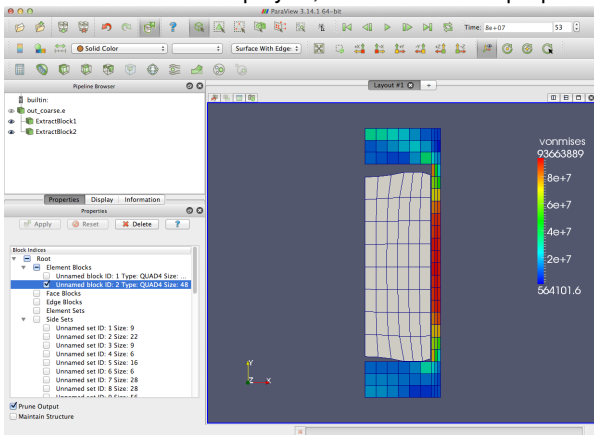 ParaView 3.14.1 64-bit
Time: 8e+07
53
Solid Color
Surface With Edges
Pipeline Browser
Layout #1
+
builtin:
out_coarse.e
ExtractBlock1
ExtractBlock2
Properties
Display
Information
Properties
Apply
Reset
Delete
?
Block Indices
Root
Element Blocks
Unnamed block ID: 1 Type: QUAD4 Size: ...
Unnamed block ID: 2 Type: QUAD4 Size: 48
Face Blocks
Edge Blocks
Element Sets
Side Sets
Unnamed set ID: 1 Size: 9
Unnamed set ID: 2 Size: 22
Unnamed set ID: 3 Size: 9
Unnamed set ID: 4 Size: 6
Unnamed set ID: 5 Size: 16
Unnamed set ID: 6 Size: 6
Unnamed set ID: 7 Size: 28
Unnamed set ID: 8 Size: 28
Prune Output
Maintain Structure
vonmises
93663889
8e+7
6e+7
4e+7
2e+7
564101.6
Y
Z
X